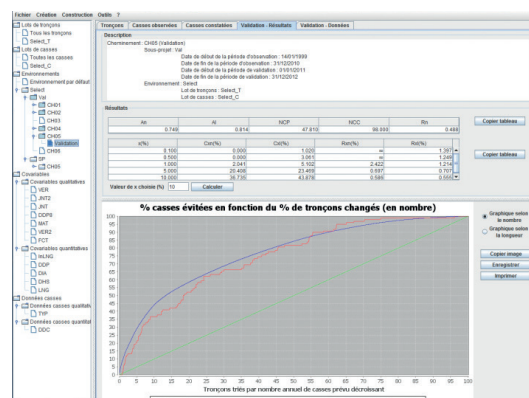 Fichier Création Construction Outils ?
Lots de tronçons
Tous les tronçons
Select_T
Lots de casses
Toutes les casses
Select_C
Environnements
Environnement par défaut
Select
Val
CH01
CH02
CH03
CH04
CH05
Validation
CH06
SP
CH05
Covariables
Covariables qualitatives
VER
JNT2
JNT
DDP8
MAT
VER2
FCT
Covariables quantitatives
lnLNG
DDP
DIA
DHS
LNG
Données casses
Données casses qualitativ
TYP
Données casses quantitat
DDC
Tronçons Casses observées Casses constatées Validation - Résultats Validation - Données
Description
Cheminement : CH05 (Validation)
Sous-projet : Val
Date de début de la période d'observation : 14/01/1999
Date de fin de la période d'observation : 31/12/2010
Date de début de la période de validation : 01/01/2011
Date de fin de la période de validation : 31/12/2012
Environnement : Select
Lot de tronçons : Select_T
Lot de casses : Select_C
Résultats
An Al NCP NCC Rn
0.748 0.814 47.910 98.000 0.488
Copier tableau
x(%) Cxn(%) Cxl(%) Rxn(%) Rxl(%)
0.100 0.000 1.020 ∞ 1.397
0.500 0.000 3.061 ∞ 1.248
1.000 2.041 5.102 2.422 1.214
5.000 20.408 23.469 0.697 0.707
10.000 36.735 43.878 0.586 0.556
Copier tableau
Valeur de x choisie (%) 10 Calculer
% casses évitées en fonction du % de tronçons changés (en nombre)
100
95
90
85
80
75
70
65
60
55
50
45
40
35
30
25
20
15
10
5
0
0 5 10 15 20 25 30 35 40 45 50 55 60 65 70 75 80 85 90 95 100
Tronçons triés par nombre annuel de casses prévu décroissant
Graphique selon
le nombre
Graphique selon
la longueur
Copier image
Enregistrer
Imprimer